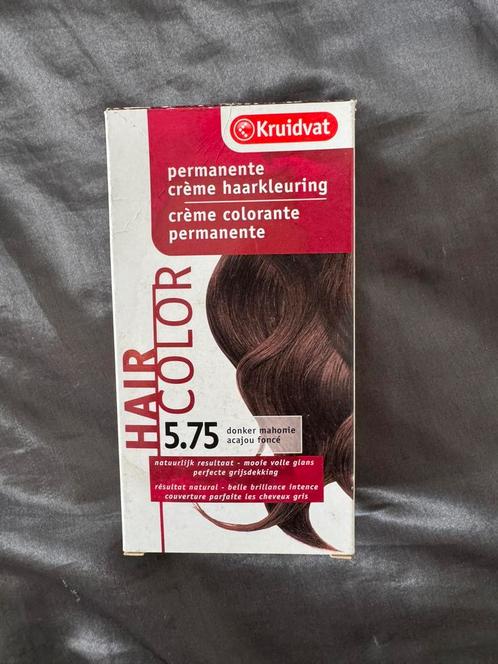 Kruidvat
permanente
crème haarkleuring
crème colorante
permanente
HAIR
COLOR
5.75
donker mahonie
acajou foncé
natuurlijk resultaat - mooie volle glans
perfecte grijsdekking
résultat natural - belle brillance intence
couverture parfaite les cheveux gris